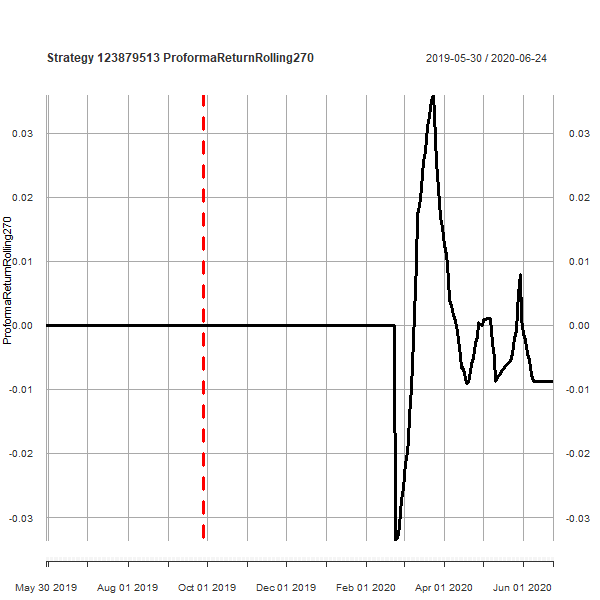 Strategy 123879513 ProformaReturnRolling270
2019-05-30 / 2020-06-24
ProformaReturnRolling270
0.03
0.02
0.01
0.00
-0.01
-0.02
-0.03
0.03
0.02
0.01
0.00
-0.01
-0.02
-0.03
May 30 2019
Aug 01 2019
Oct 01 2019
Dec 01 2019
Feb 01 2020
Apr 01 2020
Jun 01 2020